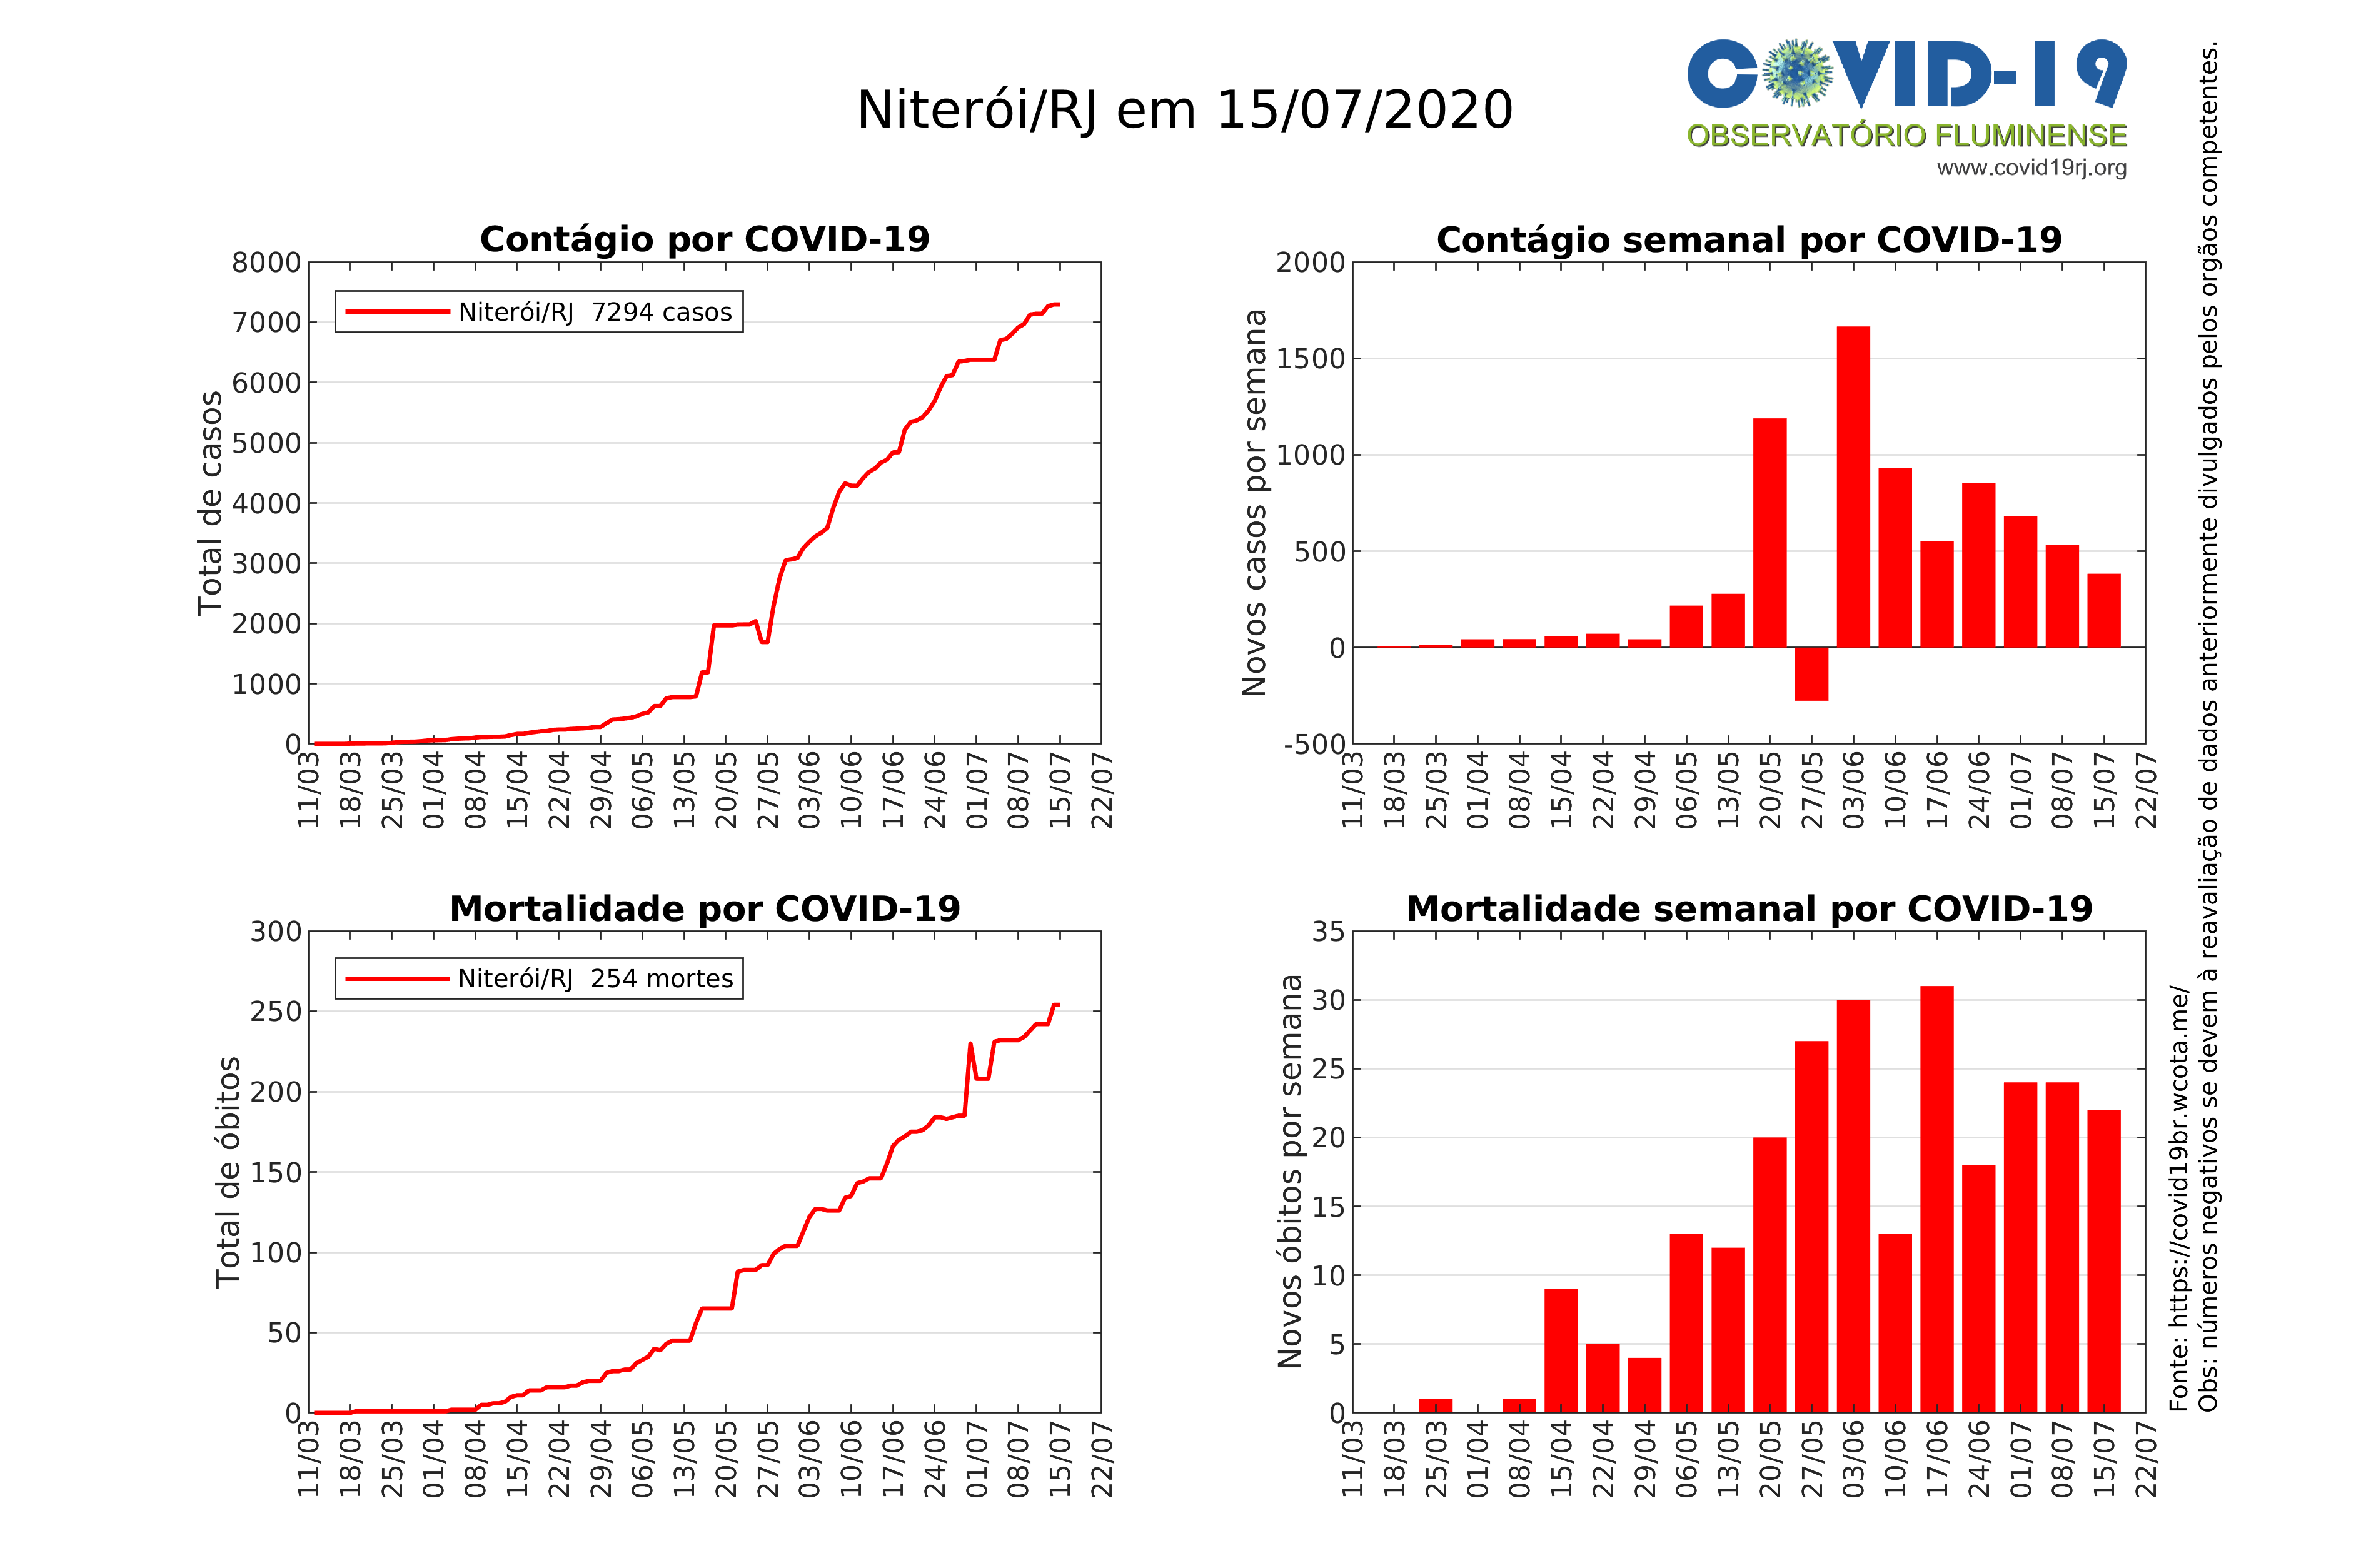 COVID-19
OBSERVATÓRIO FLUMINENSE
www.covid19rj.org
Niterói/RJ em 15/07/2020
Contágio por COVID-19
Total de casos
8000
7000
6000
5000
4000
3000
2000
1000
0
Niterói/RJ 7294 casos
11/03 18/03 25/03 01/04 08/04 15/04 22/04 29/04 06/05 13/05 20/05 27/05 03/06 10/06 17/06 24/06 01/07 08/07 15/07 22/07
Contágio semanal por COVID-19
Novos casos por semana
2000
1500
1000
500
0
-500
11/03 18/03 25/03 01/04 08/04 15/04 22/04 29/04 06/05 13/05 20/05 27/05 03/06 10/06 17/06 24/06 01/07 08/07 15/07 22/07
Mortalidade por COVID-19
Total de óbitos
300
250
200
150
100
50
0
Niterói/RJ 254 mortes
11/03 18/03 25/03 01/04 08/04 15/04 22/04 29/04 06/05 13/05 20/05 27/05 03/06 10/06 17/06 24/06 01/07 08/07 15/07 22/07
Mortalidade semanal por COVID-19
Novos óbitos por semana
35
30
25
20
15
10
5
0
11/03 18/03 25/03 01/04 08/04 15/04 22/04 29/04 06/05 13/05 20/05 27/05 03/06 10/06 17/06 24/06 01/07 08/07 15/07 22/07
Fonte: https://covid19br.wcota.me/
Obs: números negativos se devem à reavaliação de dados anteriormente divulgados pelos orgãos competentes.